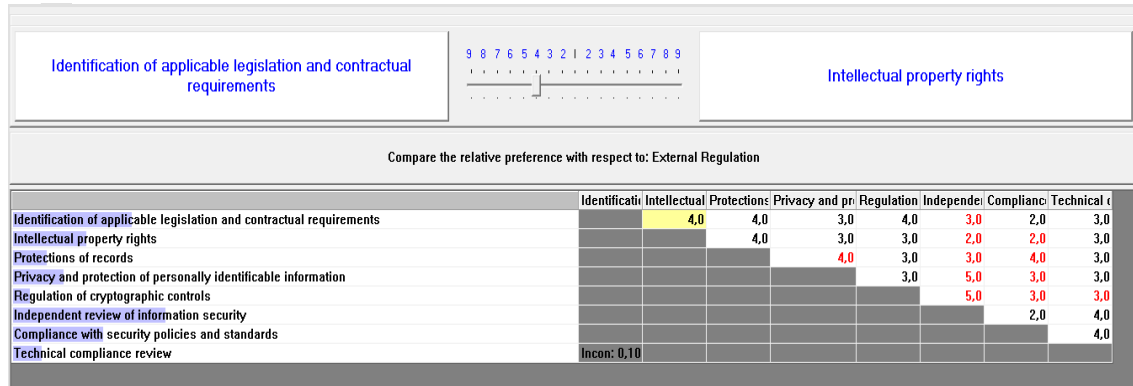 Identification of applicable legislation and contractual
requirements
9 8 7 6 5 4 3 2 1 2 3 4 5 6 7 8 9
Intellectual property rights
Compare the relative preference with respect to: External Regulation
Identificatio Intellectual Protections Privacy and pr Regulation Independe Complianc Technical c
Identification of applicable legislation and contractual requirements 4,0 4,0 3,0 4,0 3,0 2,0 3,0
Intellectual property rights 4,0 3,0 3,0 2,0 2,0 3,0
Protections of records 4,0 3,0 3,0 4,0 3,0
Privacy and protection of personally identificable information 3,0 5,0 3,0 3,0
Regulation of cryptographic controls 5,0 3,0 3,0
Independent review of information security 2,0 4,0
Compliance with security policies and standards 4,0
Technical compliance review Incon: 0,10